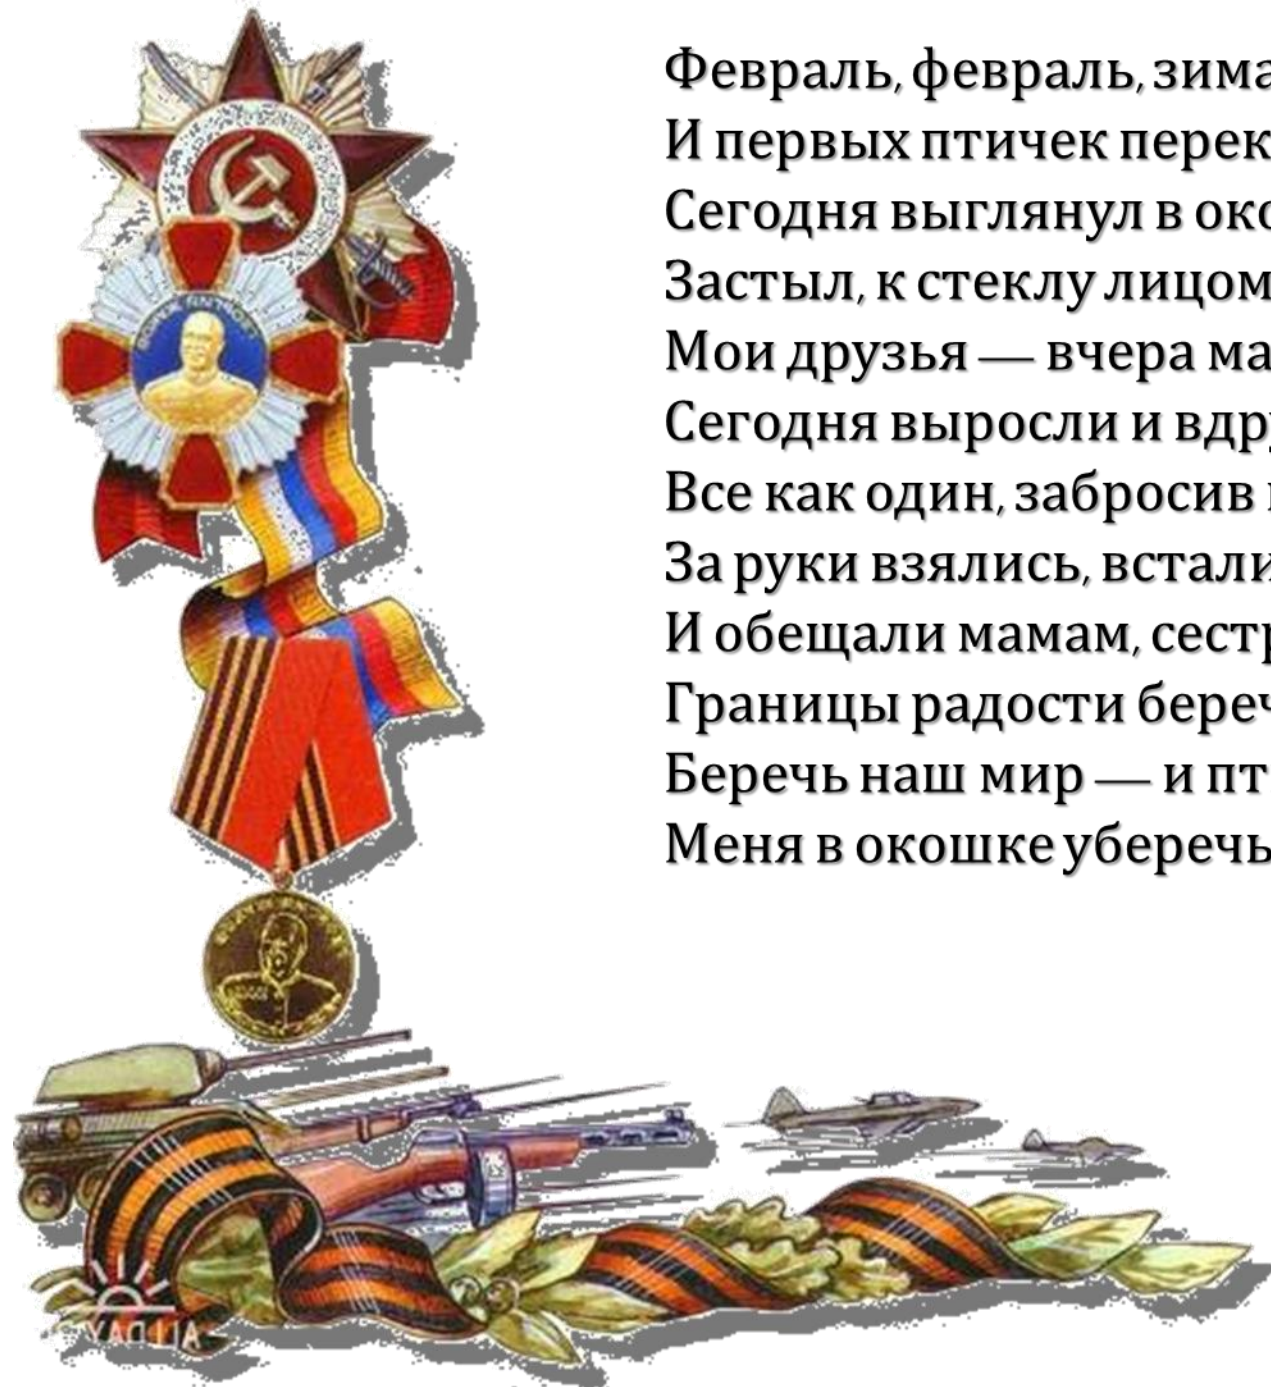 Февраль, февраль, зима
И первых птичек перек
Сегодня выглянул в око
Застыл, к стеклу лицом
Мои друзья — вчера ма
Сегодня выросли и вдру
Все как один, забросив
За руки взялись, встали
И обещали мамам, сестр
Границы радости береч
Беречь наш мир — и пт
Меня в окошке уберечь